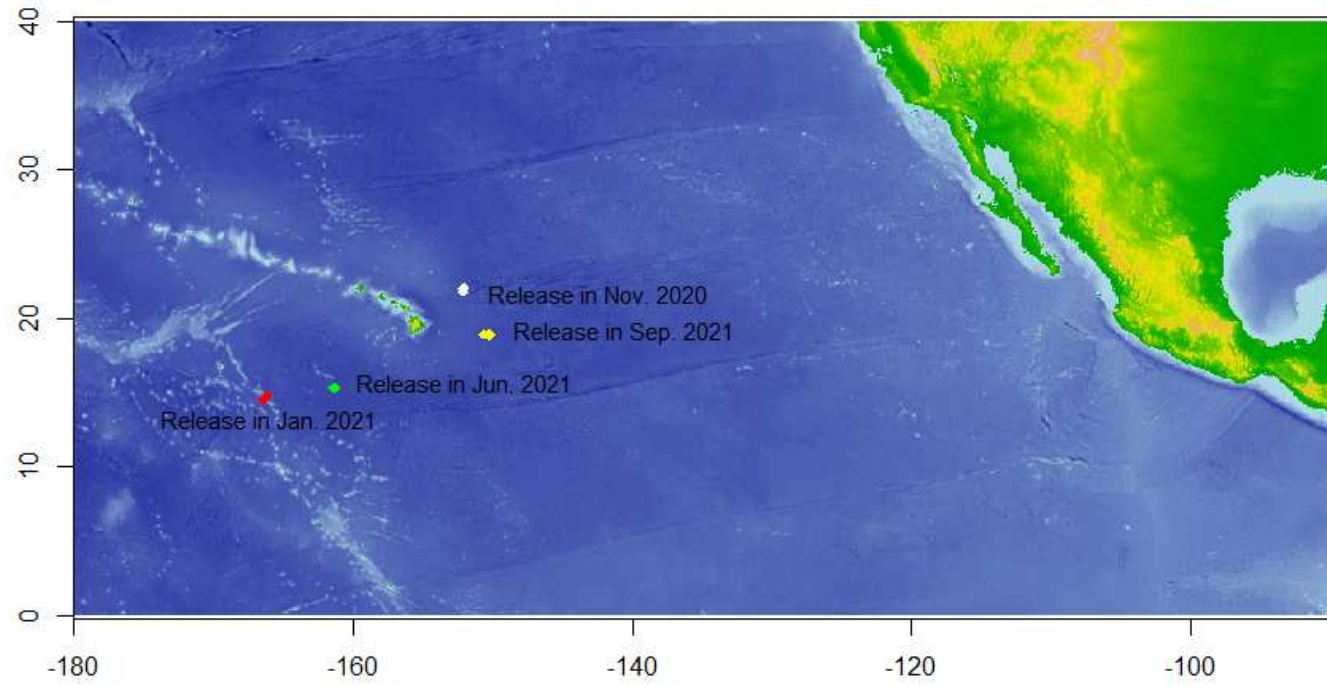 40
30
20
10
0
Release in Nov. 2020
Release in Sep. 2021
Release in Jun. 2021
Release in Jan. 2021
-180
-160
-140
-120
-100